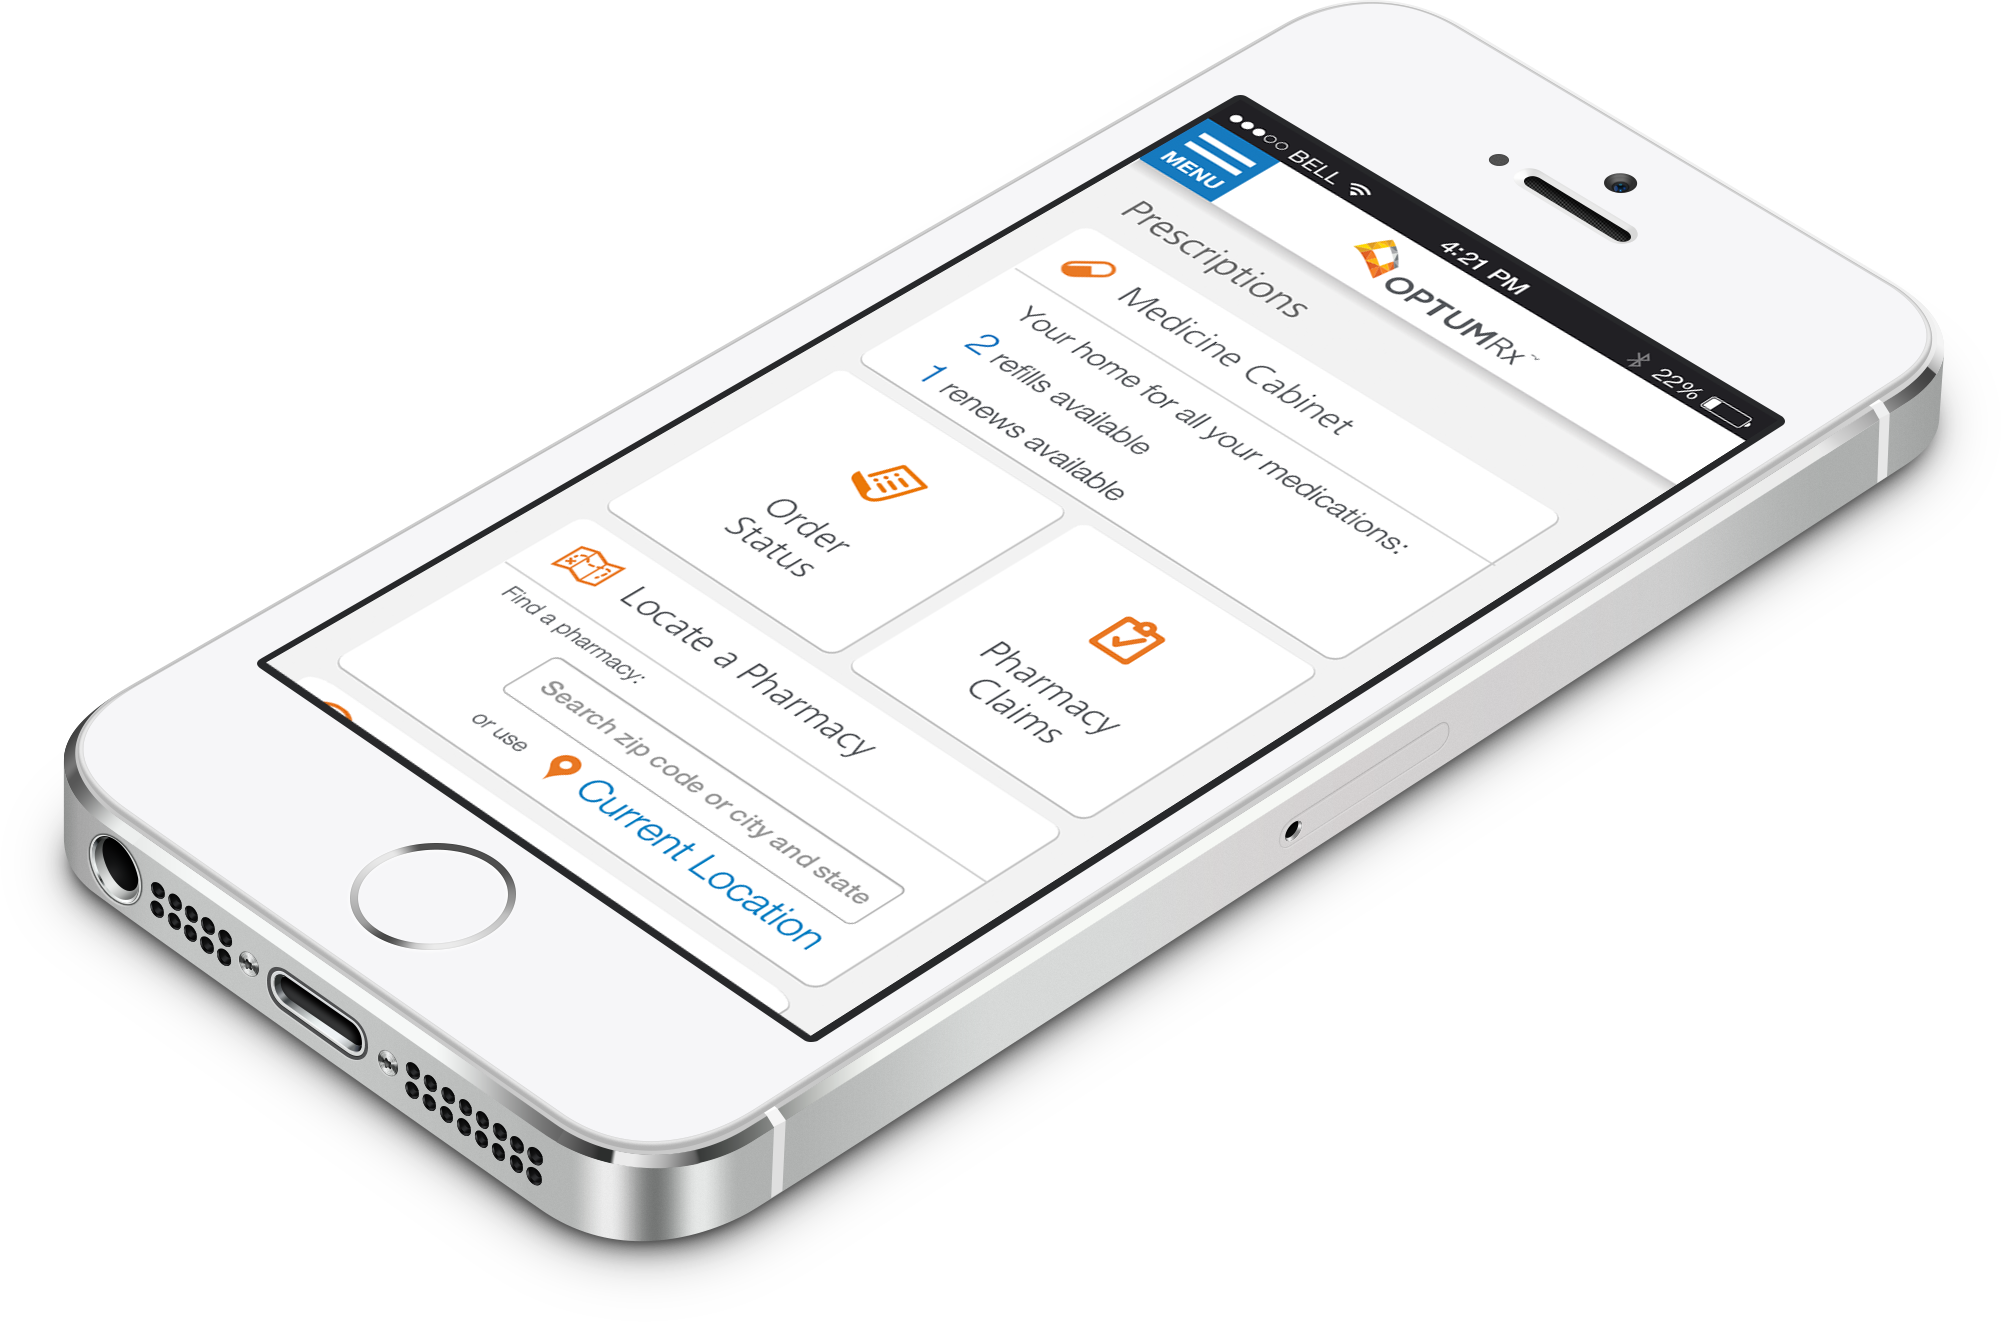 BELL 4:21 PM 22%
MENU
OPTUMRx™
Prescriptions
Medicine Cabinet
Your home for all your medications:
2 refills available
1 renews available
Order
Status
Pharmacy
Claims
Locate a Pharmacy
Find a pharmacy:
Search zip code or city and state
or use Current Location